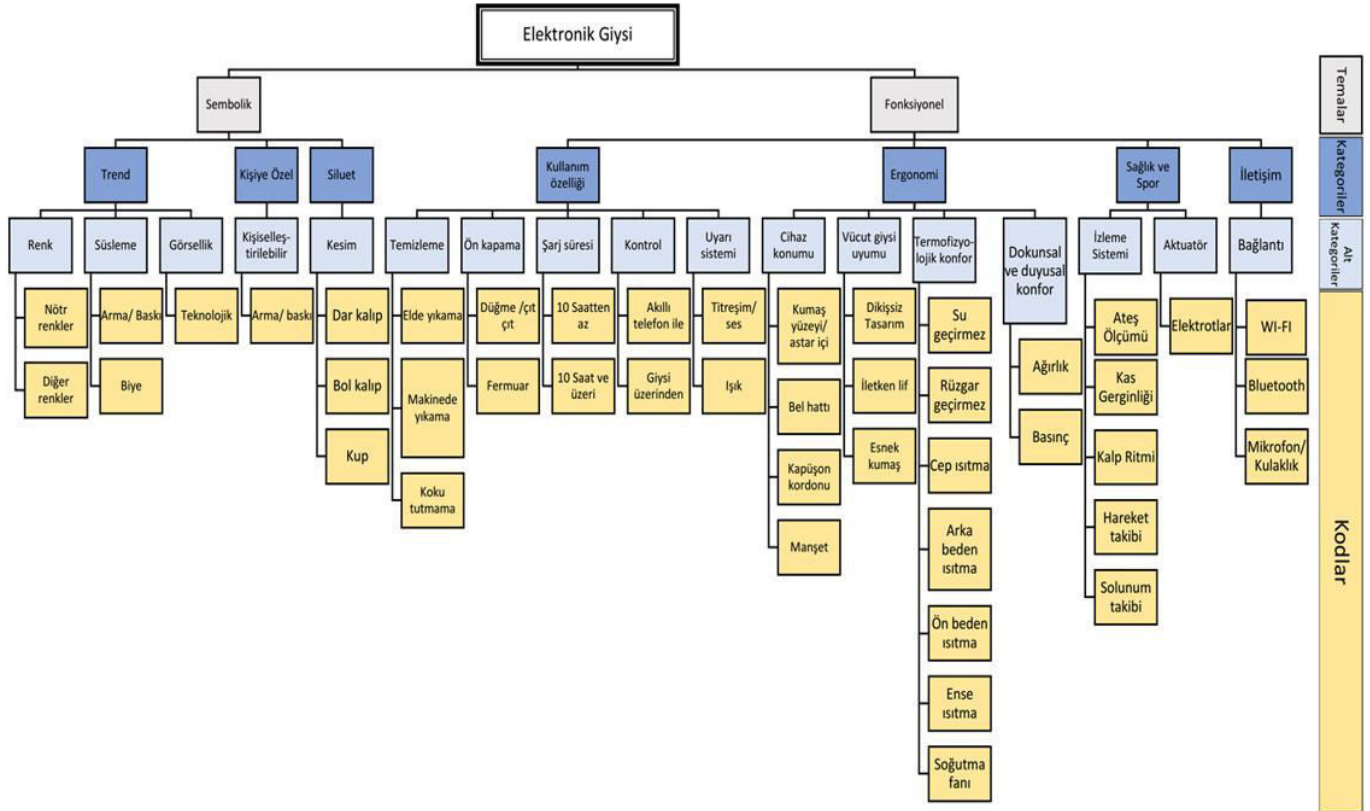 Elektronik Giysi
Sembolik
Fonksiyonel
Temalar
Trend
Kişiye Özel
Siluet
Kullanım
özelliği
Ergonomi
Sağlık ve
Spor
İletişim
Kategoriler
Renk
Süsleme
Görsellik
Kişiselleş-
tirilebilir
Kesim
Temizleme
Ön kapama
Şarj süresi
Kontrol
Uyarı
sistemi
Cihaz
konumu
Vücut giysi
uyumu
Termofizyo-
lojik konfor
Dokunsal
ve duyusal
konfor
İzleme
Sistemi
Aktuatör
Bağlantı
Alt
Kategoriler
Nötr
renkler
Diğer
renkler
Arma/ Baskı
Biye
Teknolojik
Arma/ baskı
Dar kalıp
Bol kalıp
Kup
Elde yıkama
Makinede
yıkama
Koku
tutmama
Düğme /çıt
çıt
Fermuar
10 Saatten
az
10 Saat ve
üzeri
Akıllı
telefon ile
Giysi
üzerinden
Titreşim/
ses
Işık
Kumaş
yüzeyi/
astar içi
Bel hattı
Kapüşon
kordonu
Manşet
Dikişsiz
Tasarım
İletken lif
Esnek
kumaş
Su
geçirmez
Rüzgar
geçirmez
Cep ısıtma
Arka
beden
ısıtma
Ön beden
ısıtma
Ense
ısıtma
Soğutma
fanı
Ağırlık
Basınç
Ateş
Ölçümü
Kas
Gerginliği
Kalp Ritmi
Hareket
takibi
Solunum
takibi
Elektrotlar
WI-FI
Bluetooth
Mikrofon/
Kulaklık
Kodlar